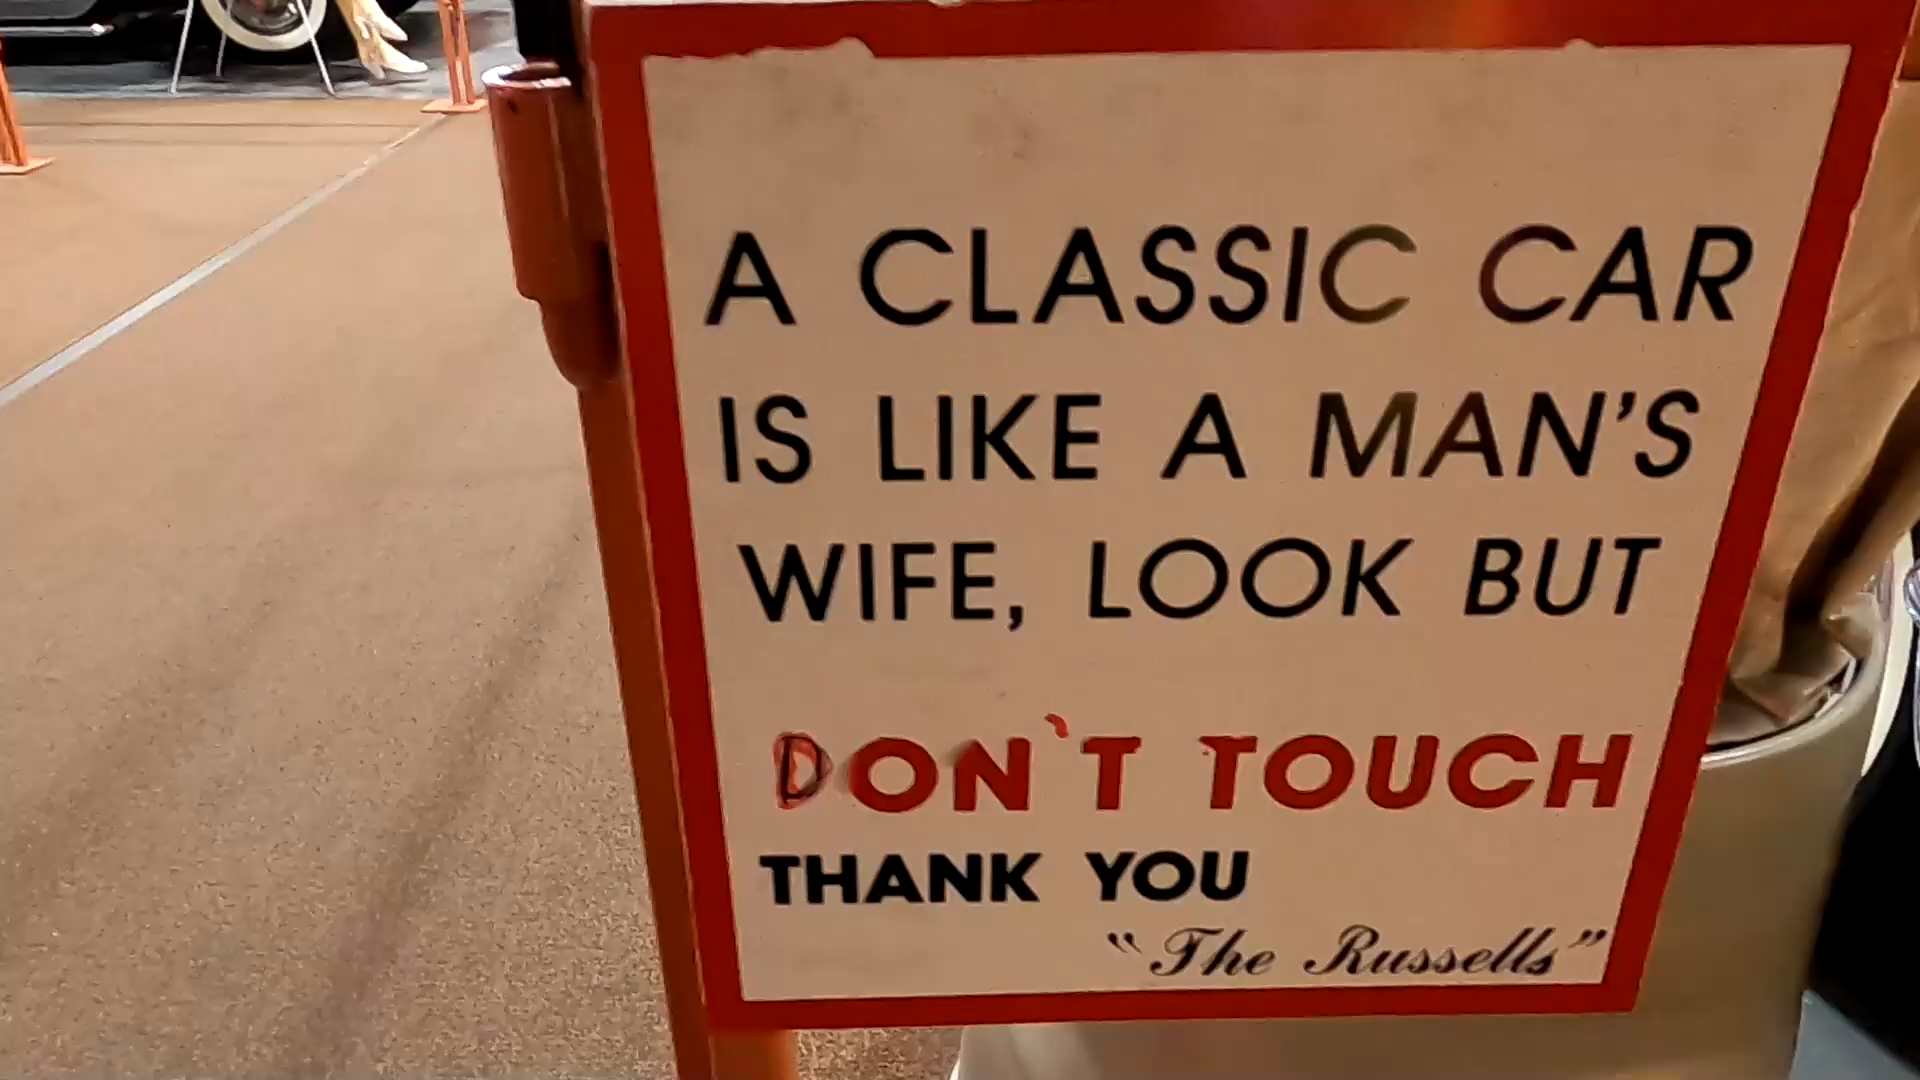 A CLASSIC CAR
IS LIKE A MAN'S
WIFE, LOOK BUT
DON'T TOUCH
THANK YOU
"The Russells"